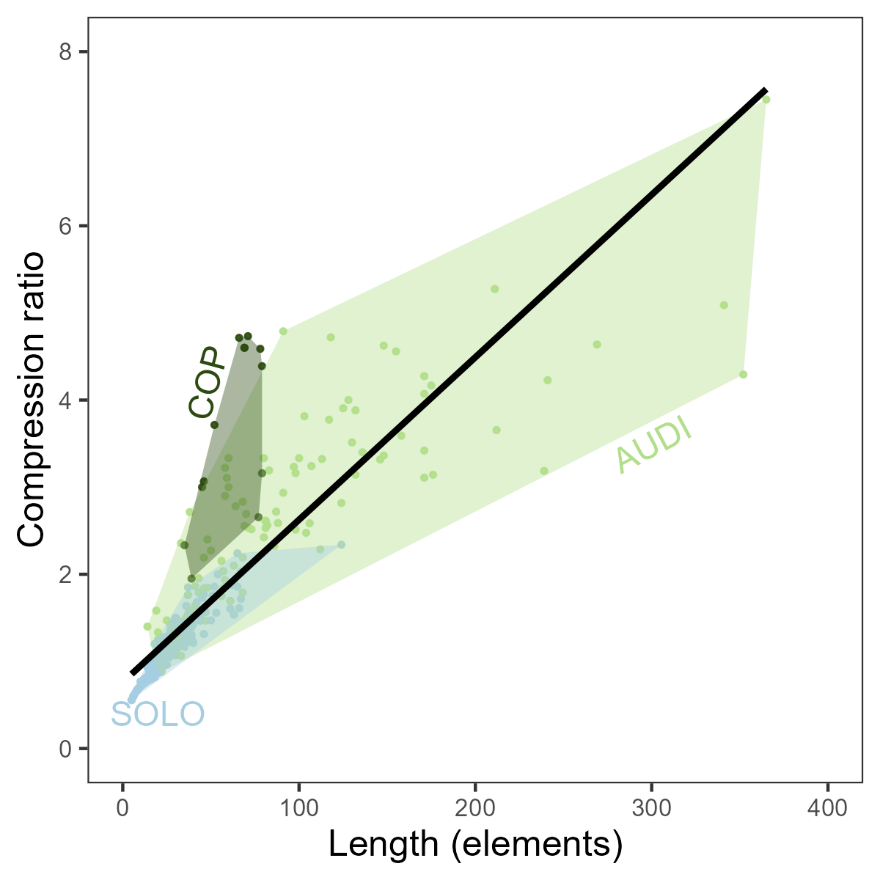 8
6
4
2
0
Compression ratio
COP
AUDI
SOLO
0 100 200 300 400
Length (elements)